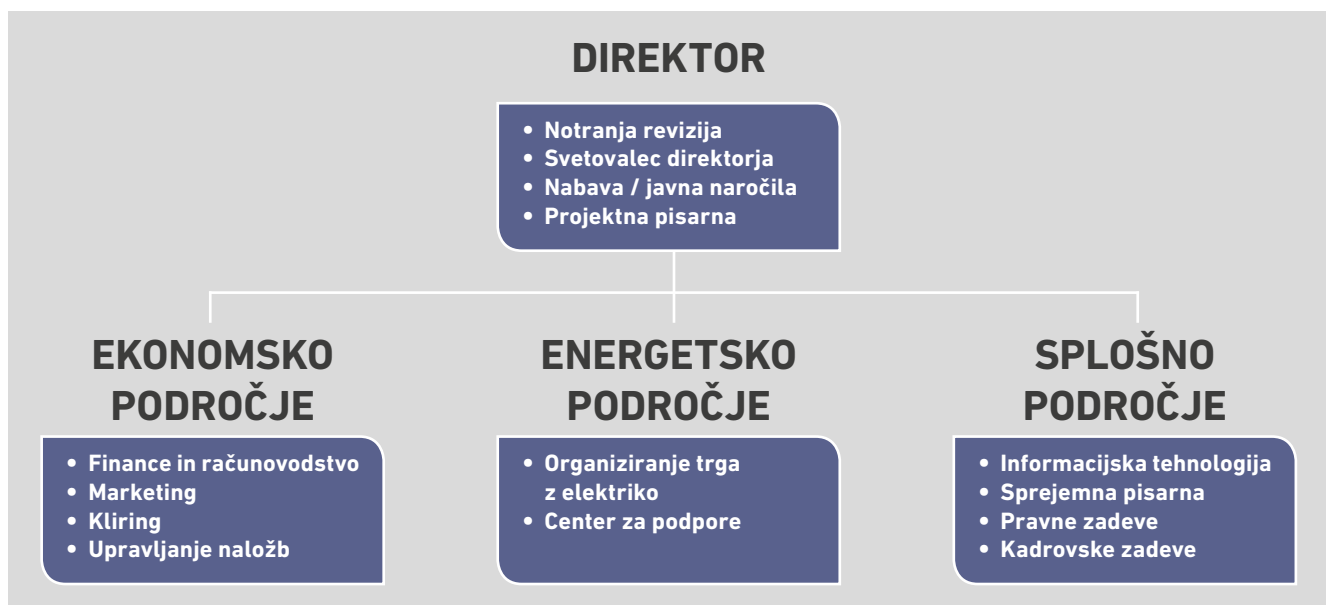 DIREKTOR
• Notranja revizija
• Svetovalec direktorja
• Nabava / javna naročila
• Projektna pisarna
EKONOMSKO
PODROČJE
• Finance in računovodstvo
• Marketing
• Kliring
• Upravljanje naložb
ENERGETSKO
PODROČJE
• Organiziranje trga
z elektriko
• Center za podpore
SPLOŠNO
PODROČJE
• Informacijska tehnologija
• Sprejemna pisarna
• Pravne zadeve
• Kadrovske zadeve